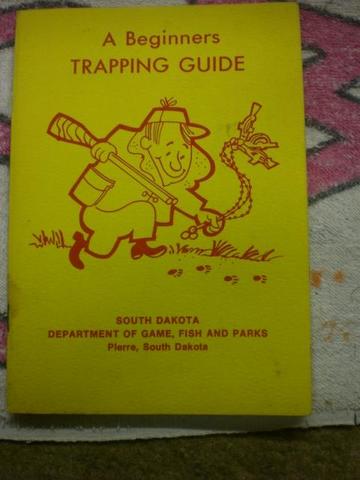 A Beginners
TRAPPING GUIDE
SOUTH DAKOTA
DEPARTMENT OF GAME, FISH AND PARKS
Pierre, South Dakota